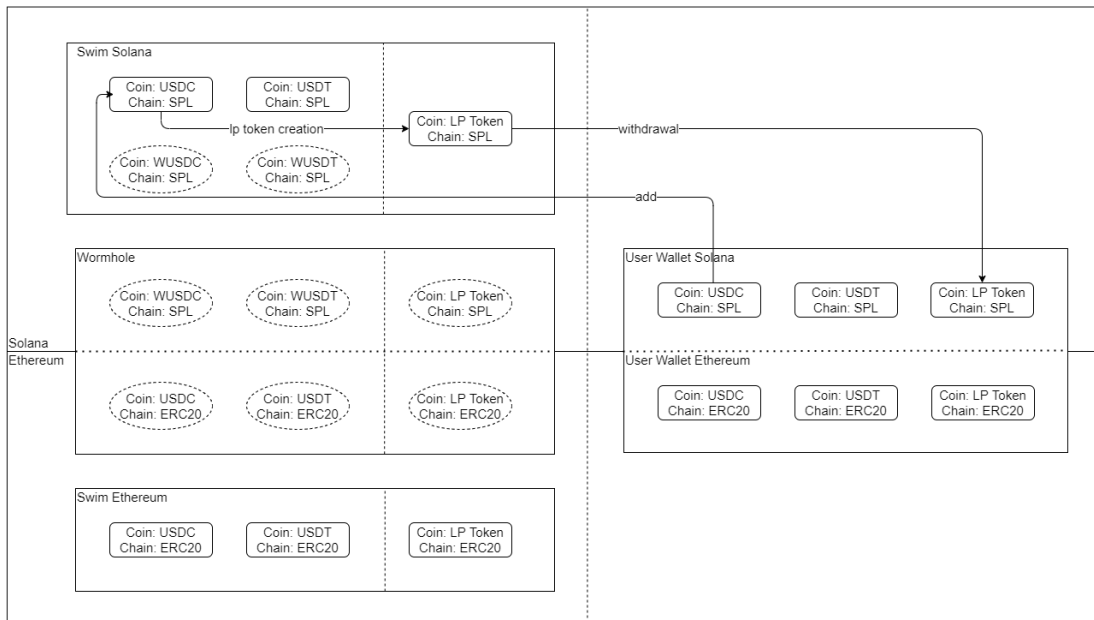 Swim Solana
Coin: USDC
Chain: SPL
Coin: USDT
Chain: SPL
lp token creation
Coin: LP Token
Chain: SPL
withdrawal
Coin: WUSDC
Chain: SPL
Coin: WUSDT
Chain: SPL
add
Wormhole
Coin: WUSDC
Chain: SPL
Coin: WUSDT
Chain: SPL
Coin: LP Token
Chain: SPL
User Wallet Solana
Coin: USDC
Chain: SPL
Coin: USDT
Chain: SPL
Coin: LP Token
Chain: SPL
Solana
Ethereum
Coin: USDC
Chain: ERC20
Coin: USDT
Chain: ERC20
Coin: LP Token
Chain: ERC20
User Wallet Ethereum
Coin: USDC
Chain: ERC20
Coin: USDT
Chain: ERC20
Coin: LP Token
Chain: ERC20
Swim Ethereum
Coin: USDC
Chain: ERC20
Coin: USDT
Chain: ERC20
Coin: LP Token
Chain: ERC20